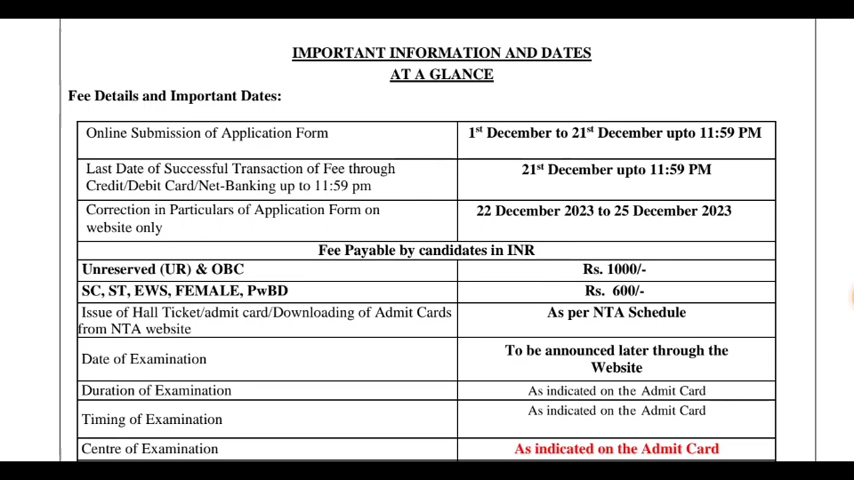 IMPORTANT INFORMATION AND DATES
AT A GLANCE
Fee Details and Important Dates:
Online Submission of Application Form
1st December to 21st December upto 11:59 PM
Last Date of Successful Transaction of Fee through
Credit/Debit Card/Net-Banking up to 11:59 pm
21st December upto 11:59 PM
Correction in Particulars of Application Form on
website only
22 December 2023 to 25 December 2023
Fee Payable by candidates in INR
Unreserved (UR) & OBC
Rs. 1000/-
SC, ST, EWS, FEMALE, PwBD
Rs. 600/-
Issue of Hall Ticket/admit card/Downloading of Admit Cards
from NTA website
As per NTA Schedule
Date of Examination
To be announced later through the
Website
Duration of Examination
As indicated on the Admit Card
Timing of Examination
As indicated on the Admit Card
Centre of Examination
As indicated on the Admit Card